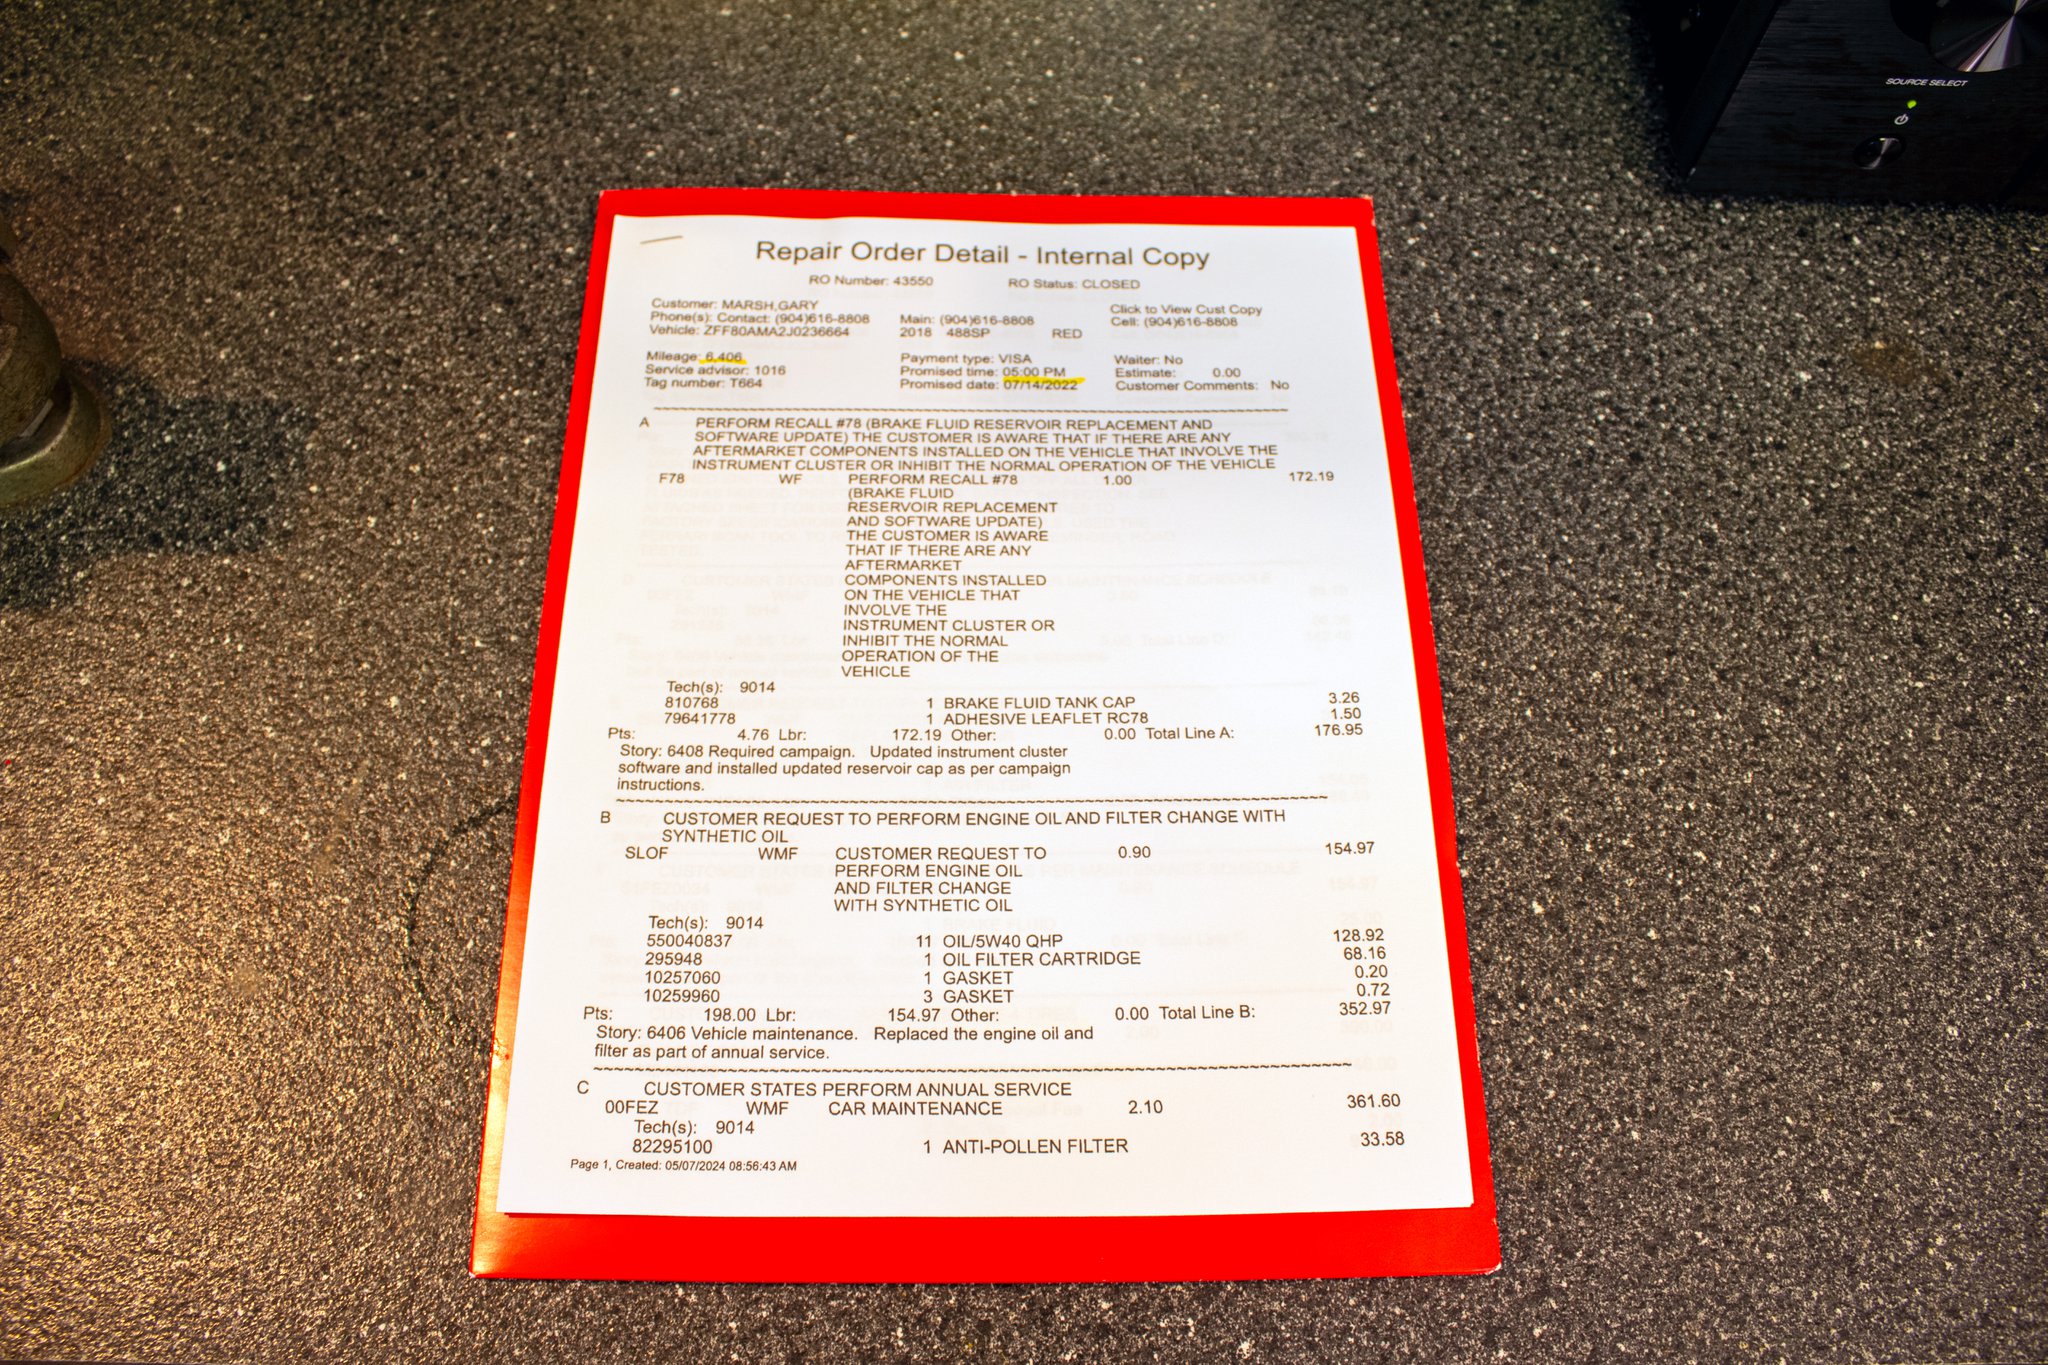 SOURCE SELECT
Repair Order Detail - Internal Copy
RO Number: 43550 RO Status: CLOSED
Customer: MARSH,GARY Click to View Cust Copy
Phone(s): Contact: (904)616-8808 Main: (904)616-8808 Cell: (904)616-8808
Vehicle: ZFF80AMA2J0236664 2018 488SP RED
Mileage: 6,406 Payment type: VISA Waiter: No
Service advisor: 1016 Promised time: 05:00 PM Estimate: 0.00
Tag number: T664 Promised date: 07/14/2022 Customer Comments: No
A PERFORM RECALL #78 (BRAKE FLUID RESERVOIR REPLACEMENT AND
SOFTWARE UPDATE) THE CUSTOMER IS AWARE THAT IF THERE ARE ANY
AFTERMARKET COMPONENTS INSTALLED ON THE VEHICLE THAT INVOLVE THE
INSTRUMENT CLUSTER OR INHIBIT THE NORMAL OPERATION OF THE VEHICLE
F78 WF PERFORM RECALL #78 1.00 172.19
(BRAKE FLUID
RESERVOIR REPLACEMENT
AND SOFTWARE UPDATE)
THE CUSTOMER IS AWARE
THAT IF THERE ARE ANY
AFTERMARKET
COMPONENTS INSTALLED
ON THE VEHICLE THAT
INVOLVE THE
INSTRUMENT CLUSTER OR
INHIBIT THE NORMAL
OPERATION OF THE
VEHICLE
Tech(s): 9014
810768 1 BRAKE FLUID TANK CAP 3.26
79641778 1 ADHESIVE LEAFLET RC78 1.50
Pts: 4.76 Lbr: 172.19 Other: 0.00 Total Line A: 176.95
Story: 6408 Required campaign. Updated instrument cluster
software and installed updated reservoir cap as per campaign
instructions.
B CUSTOMER REQUEST TO PERFORM ENGINE OIL AND FILTER CHANGE WITH
SYNTHETIC OIL
SLOF WMF CUSTOMER REQUEST TO 0.90 154.97
PERFORM ENGINE OIL
AND FILTER CHANGE
WITH SYNTHETIC OIL
Tech(s): 9014
550040837 11 OIL/5W40 QHP 128.92
295948 1 OIL FILTER CARTRIDGE 68.16
10257060 1 GASKET 0.20
10259960 3 GASKET 0.72
Pts: 198.00 Lbr: 154.97 Other: 0.00 Total Line B: 352.97
Story: 6406 Vehicle maintenance. Replaced the engine oil and
filter as part of annual service.
C CUSTOMER STATES PERFORM ANNUAL SERVICE
00FEZ WMF CAR MAINTENANCE 2.10 361.60
Tech(s): 9014
82295100 1 ANTI-POLLEN FILTER 33.58
Page 1, Created: 05/07/2024 08:56:43 AM